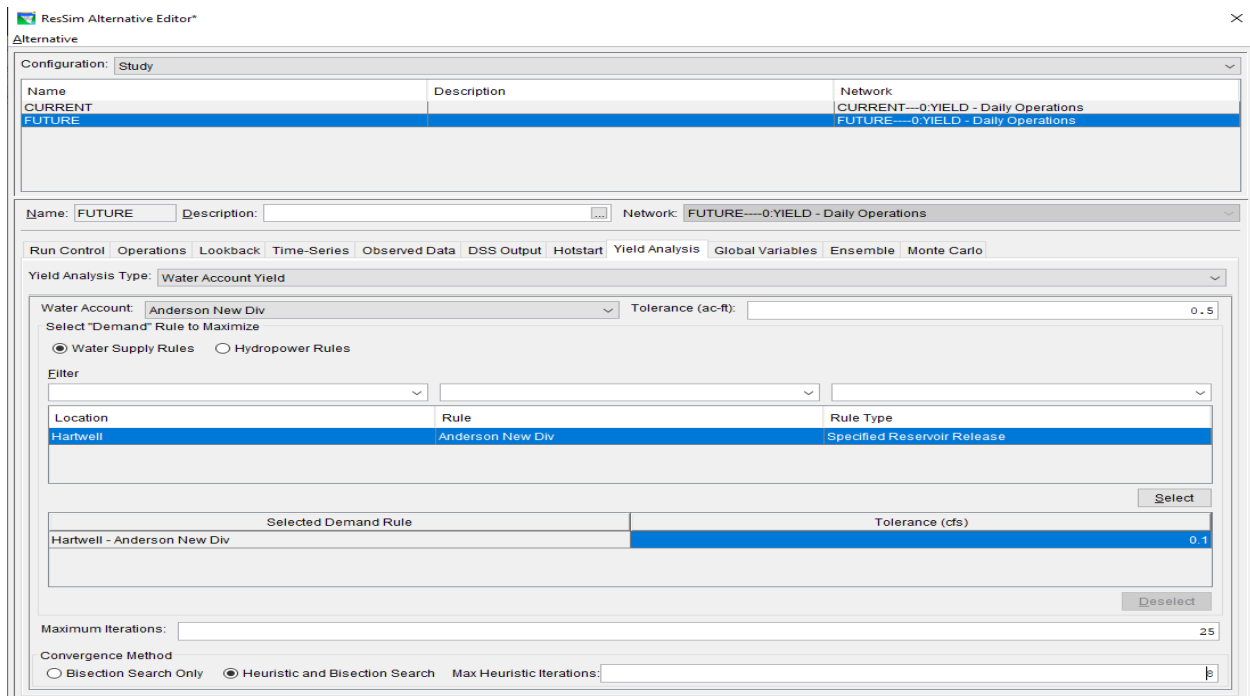 ResSim Alternative Editor*
Alternative
Configuration: Study
Name Description Network
CURRENT CURRENT---0:YIELD - Daily Operations
FUTURE FUTURE----0:YIELD - Daily Operations
Name: FUTURE Description: ... Network: FUTURE----0:YIELD - Daily Operations
Run Control Operations Lookback Time-Series Observed Data DSS Output Hotstart Yield Analysis Global Variables Ensemble Monte Carlo
Yield Analysis Type: Water Account Yield
Water Account: Anderson New Div Tolerance (ac-ft): 0.5
Select "Demand" Rule to Maximize
Water Supply Rules Hydropower Rules
Filter
Location Rule Rule Type
Hartwell Anderson New Div Specified Reservoir Release
Select
Selected Demand Rule Tolerance (cfs)
Hartwell - Anderson New Div 0.1
Deselect
Maximum Iterations: 25
Convergence Method
Bisection Search Only Heuristic and Bisection Search Max Heuristic Iterations: 8